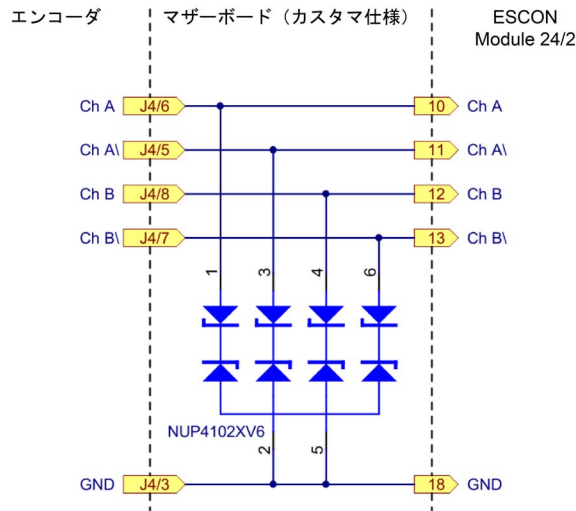 エンコーダ マザーボード（カスタマ仕様） ESCON
Module 24/2
Ch A J4/6 10 Ch A
Ch A\ J4/5 11 Ch A\
Ch B J4/8 12 Ch B
Ch B\ J4/7 13 Ch B\
1 3 4 6
NUP4102XV6
2 5
GND J4/3 18 GND